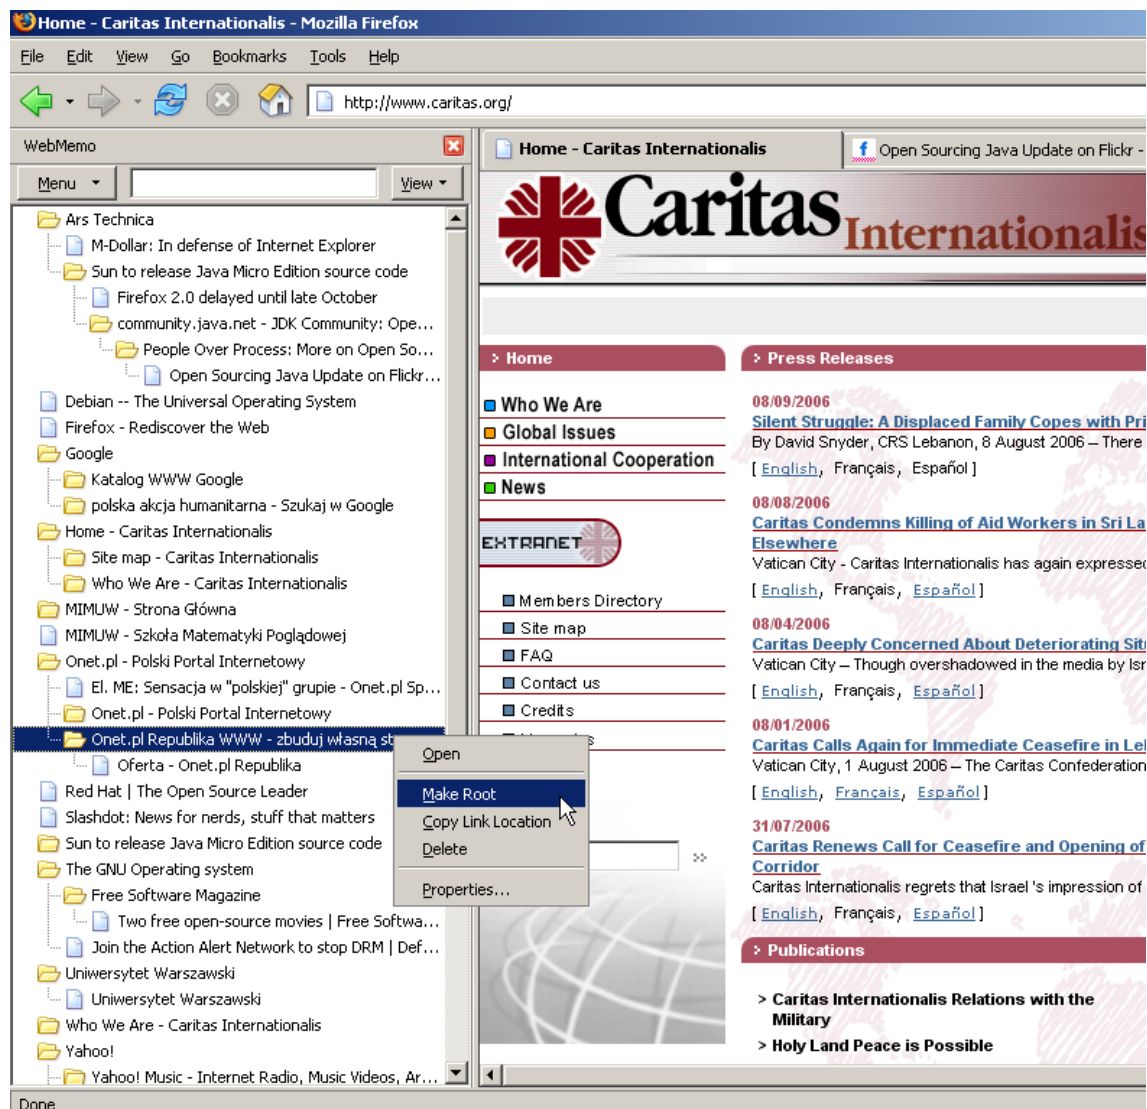 Home - Caritas Internationalis - Mozilla Firefox
File Edit View Go Bookmarks Tools Help
http://www.caritas.org/
WebMemo
Menu View
Ars Technica
M-Dollar: In defense of Internet Explorer
Sun to release Java Micro Edition source code
Firefox 2.0 delayed until late October
community.java.net - JDK Community: Ope...
People Over Process: More on Open So...
Open Sourcing Java Update on Flickr...
Debian -- The Universal Operating System
Firefox - Rediscover the Web
Google
Katalog WWW Google
polska akcja humanitarna - Szukaj w Google
Home - Caritas Internationalis
Site map - Caritas Internationalis
Who We Are - Caritas Internationalis
MIMUW - Strona Główna
MIMUW - Szkoła Matematyki Poglądowej
Onet.pl - Polski Portal Internetowy
El. ME: Sensacja w "polskiej" grupie - Onet.pl Sp...
Onet.pl - Polski Portal Internetowy
Onet.pl Republika WWW - zbuduj własną st
Oferta - Onet.pl Republika
Red Hat | The Open Source Leader
Slashdot: News for nerds, stuff that matters
Sun to release Java Micro Edition source code
The GNU Operating system
Free Software Magazine
Two free open-source movies | Free Softwa...
Join the Action Alert Network to stop DRM | Def...
Uniwersytet Warszawski
Uniwersytet Warszawski
Who We Are - Caritas Internationalis
Yahoo!
Yahoo! Music - Internet Radio, Music Videos, Ar...
Done
Open
Make Root
Copy Link Location
Delete
Properties...
Home - Caritas Internationalis
f Open Sourcing Java Update on Flickr -
Caritas
Internationalis
Home
Who We Are
Global Issues
International Cooperation
News
EXTRANET
Members Directory
Site map
FAQ
Contact us
Credits
Press Releases
08/09/2006
Silent Struggle: A Displaced Family Copes with Pri
By David Snyder, CRS Lebanon, 8 August 2006 – There
[ English, Français, Español ]
08/08/2006
Caritas Condemns Killing of Aid Workers in Sri La
Elsewhere
Vatican City - Caritas Internationalis has again expressed
[ English, Français, Español ]
08/04/2006
Caritas Deeply Concerned About Deteriorating Sit
Vatican City – Though overshadowed in the media by Isr
[ English, Français, Español ]
08/01/2006
Caritas Calls Again for Immediate Ceasefire in Le
Vatican City, 1 August 2006 – The Caritas Confederation
[ English, Français, Español ]
31/07/2006
Caritas Renews Call for Ceasefire and Opening of
Corridor
Caritas Internationalis regrets that Israel 's impression of
[ English, Français, Español ]
Publications
> Caritas Internationalis Relations with the
Military
> Holy Land Peace is Possible